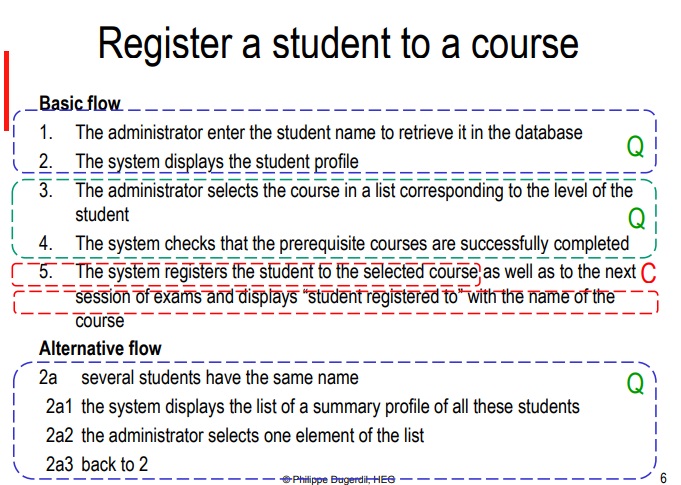 Register a student to a course
Basic flow
1. The administrator enter the student name to retrieve it in the database
Q
2. The system displays the student profile
3. The administrator selects the course in a list corresponding to the level of the
student
Q
4. The system checks that the prerequisite courses are successfully completed
5. The system registers the student to the selected course as well as to the next C
session of exams and displays “student registered to” with the name of the
course
Alternative flow
2a several students have the same name
Q
2a1 the system displays the list of a summary profile of all these students
2a2 the administrator selects one element of the list
2a3 back to 2
© Philippe Dugerdil, HEG
6